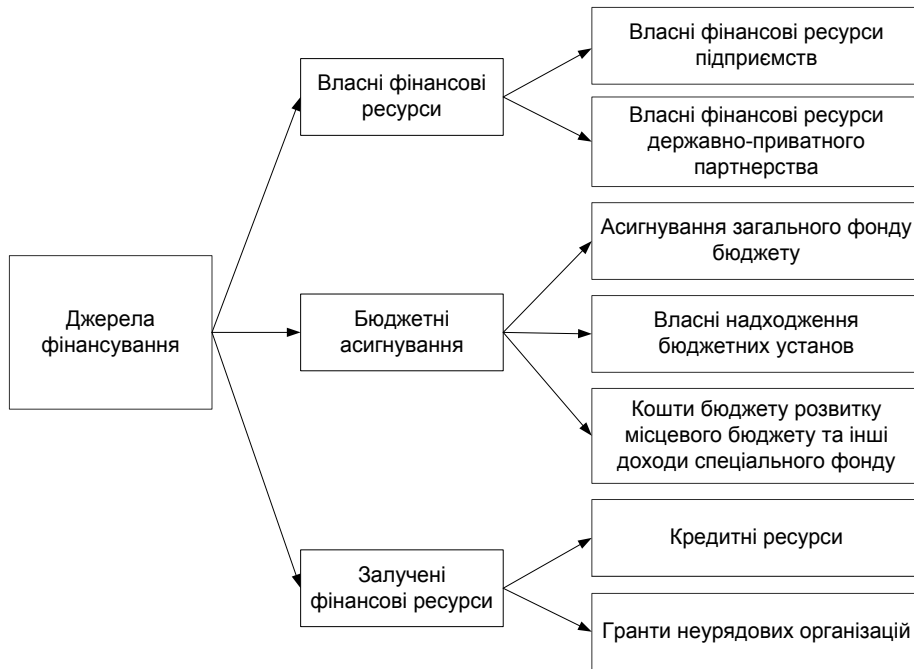 Джерела
фінансування
Власні фінансові
ресурси
Власні фінансові ресурси
підприємств
Власні фінансові ресурси
державно-приватного
партнерства
Бюджетні
асигнування
Асигнування загального фонду
бюджету
Власні надходження
бюджетних установ
Кошти бюджету розвитку
місцевого бюджету та інші
доходи спеціального фонду
Залучені
фінансові ресурси
Кредитні ресурси
Гранти неурядових організацій